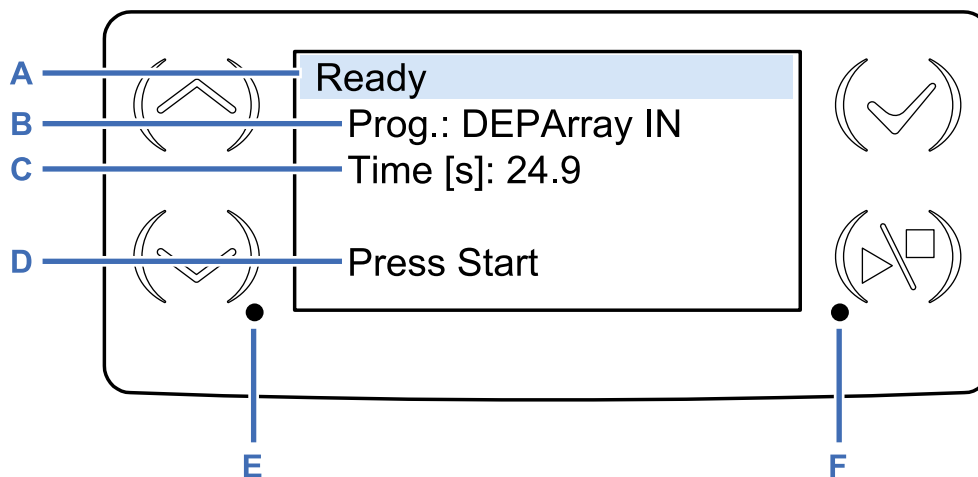 A
Ready
B
Prog.: DEPArray IN
C
Time [s]: 24.9
D
Press Start
E
F